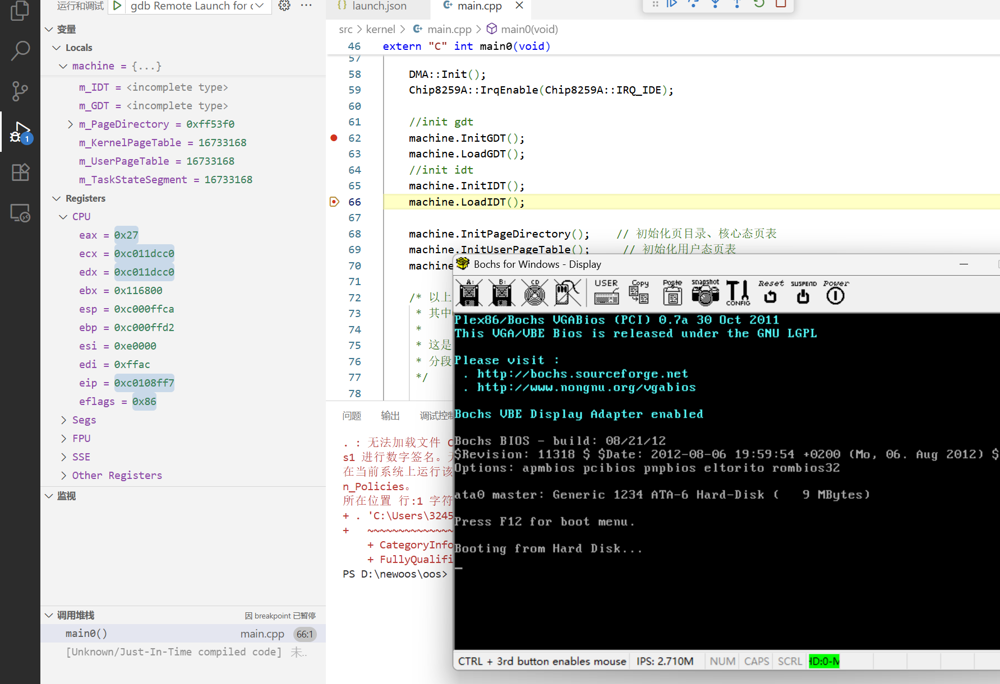 运行和调试 gdb Remote Launch for c
变量
Locals
machine = {...}
m_IDT = <incomplete type>
m_GDT = <incomplete type>
m_PageDirectory = 0xff53f0
m_KernelPageTable = 16733168
m_UserPageTable = 16733168
m_TaskStateSegment = 16733168
Registers
CPU
eax = 0x27
ecx = 0xc011dcc0
edx = 0xc011dcc0
ebx = 0x116800
esp = 0xc000ffca
ebp = 0xc000ffd2
esi = 0xe0000
edi = 0xffac
eip = 0xc0108ff7
eflags = 0x86
Segs
FPU
SSE
Other Registers
监视
调用堆栈 因 breakpoint 已暂停
main0() main.cpp 66:1
[Unknown/Just-In-Time compiled code] 未..
1
launch.json main.cpp
src > kernel > main.cpp > main0(void)
46 extern "C" int main0(void)
57
58 DMA::Init();
59 Chip8259A::IrqEnable(Chip8259A::IRQ_IDE);
60
61 //init gdt
62 machine.InitGDT();
63 machine.LoadGDT();
64 //init idt
65 machine.InitIDT();
66 machine.LoadIDT();
67
68 machine.InitPageDirectory(); // 初始化页目录、核心态页表
69 machine.InitUserPageTable(); // 初始化用户态页表
70 machine
71
72 /* 以上
73 * 其中
74 *
75 * 这是
76 * 分段
77 */
78
问题 输出 调试控制
. : 无法加载文件 C
s1 进行数字签名。无
在当前系统上运行该
n_Policies。
所在位置 行:1 字符
+ . 'C:\Users\3245
+ ~~~~~~~~~~~~~~
+ CategoryInfo
+ FullyQualifi
PS D:\newoos\oos>
Bochs for Windows - Display
A: B: CD USER Copy Paste snapshot CONFIG Reset SUSPEND Power
Plex86/Bochs VGABios (PCI) 0.7a 30 Oct 2011
This VGA/VBE Bios is released under the GNU LGPL
Please visit :
. http://bochs.sourceforge.net
. http://www.nongnu.org/vgabios
Bochs VBE Display Adapter enabled
Bochs BIOS - build: 08/21/12
$Revision: 11318 $ $Date: 2012-08-06 19:59:54 +0200 (Mo, 06. Aug 2012) $
Options: apmbios pcibios pnpbios eltorito rombios32
ata0 master: Generic 1234 ATA-6 Hard-Disk (   9 MBytes)
Press F12 for boot menu.
Booting from Hard Disk...
CTRL + 3rd button enables mouse IPS: 2.710M NUM CAPS SCRL HD:0-M